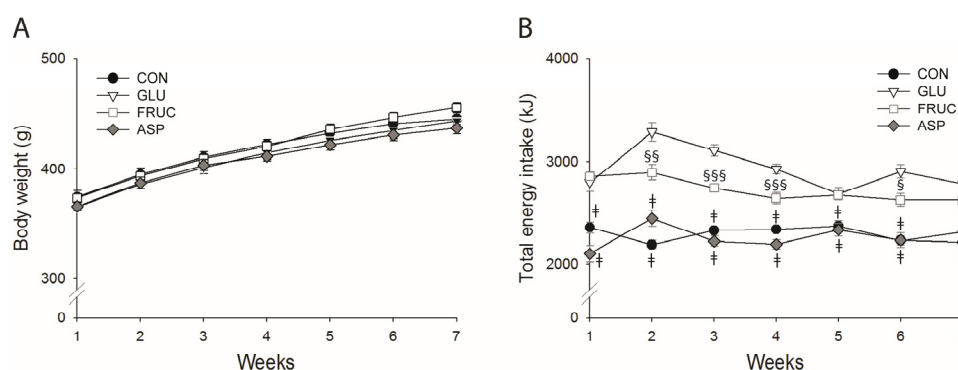 A
500
CON
GLU
FRUC
ASP
Body weight (g)
400
300
0
1 2 3 4 5 6 7
Weeks
B
4000
CON
GLU
FRUC
ASP
Total energy intake (kJ)
3000
§§
§§§ §§§ §
‡ ‡ ‡ ‡ ‡ ‡
‡ ‡ ‡ ‡ ‡ ‡
2000
0
1 2 3 4 5 6 7
Weeks